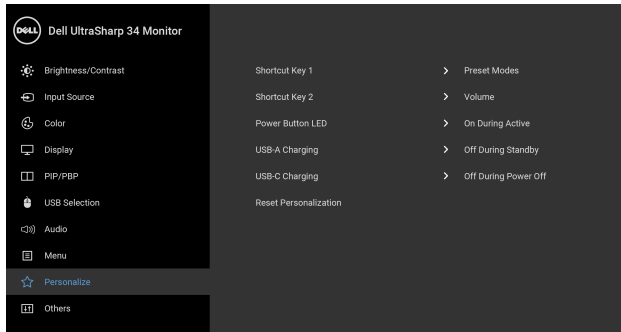 DELL Dell UltraSharp 34 Monitor
Brightness/Contrast
Input Source
Color
Display
PIP/PBP
USB Selection
Audio
Menu
Personalize
Others
Shortcut Key 1 > Preset Modes
Shortcut Key 2 > Volume
Power Button LED > On During Active
USB-A Charging > Off During Standby
USB-C Charging > Off During Power Off
Reset Personalization